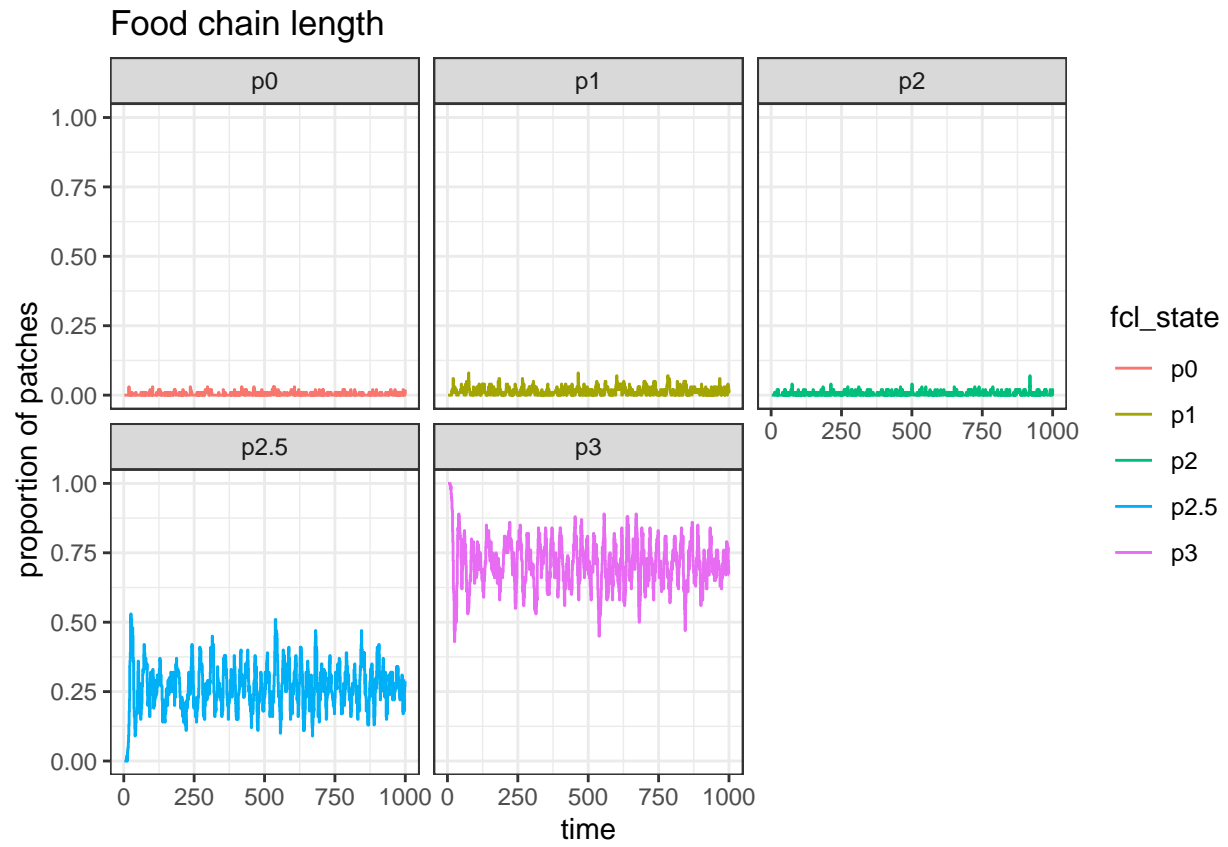 Food chain length
p0 p1 p2
1.00
0.75
0.50
0.25
0.00
0 250 500 750 1000
p2.5 p3
1.00
0.75
0.50
0.25
0.00
0 250 500 750 1000 0 250 500 750 1000
time
proportion of patches
fcl_state
p0
p1
p2
p2.5
p3